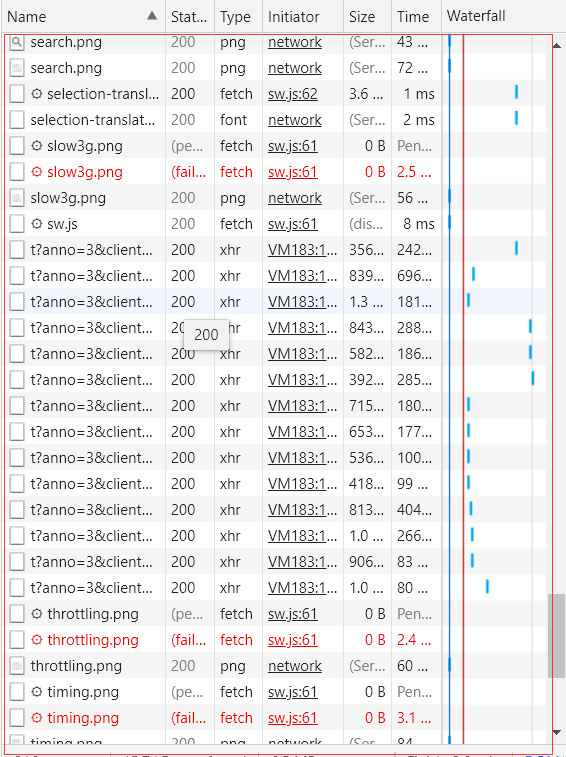 Name Stat... Type Initiator Size Time Waterfall
search.png 200 png network (Ser... 43 ...
search.png 200 png network (Ser... 72 ...
selection-transl... 200 fetch sw.js:62 3.6 ... 1 ms
selection-translat... 200 font network (Ser... 2 ms
slow3g.png (pe... fetch sw.js:61 0 B Pen...
slow3g.png (fail... fetch sw.js:61 0 B 2.5 ...
slow3g.png 200 png network (Ser... 56 ...
sw.js 200 fetch sw.js:61 (dis... 8 ms
t?anno=3&client... 200 xhr VM183:1... 356... 242...
t?anno=3&client... 200 xhr VM183:1... 839... 696...
t?anno=3&client... 200 xhr VM183:1... 1.3 ... 181...
t?anno=3&client... 200 xhr VM183:1... 843... 288...
200
t?anno=3&client... 200 xhr VM183:1... 582... 186...
t?anno=3&client... 200 xhr VM183:1... 392... 285...
t?anno=3&client... 200 xhr VM183:1... 715... 180...
t?anno=3&client... 200 xhr VM183:1... 653... 177...
t?anno=3&client... 200 xhr VM183:1... 536... 100...
t?anno=3&client... 200 xhr VM183:1... 418... 99 ...
t?anno=3&client... 200 xhr VM183:1... 813... 404...
t?anno=3&client... 200 xhr VM183:1... 1.0 ... 266...
t?anno=3&client... 200 xhr VM183:1... 906... 83 ...
t?anno=3&client... 200 xhr VM183:1... 1.0 ... 80 ...
throttling.png (pe... fetch sw.js:61 0 B Pen...
throttling.png (fail... fetch sw.js:61 0 B 2.4 ...
throttling.png 200 png network (Ser... 60 ...
timing.png (pe... fetch sw.js:61 0 B Pen...
timing.png (fail... fetch sw.js:61 0 B 3.1 ...
timing.png 200 png network (Ser... 84 ...